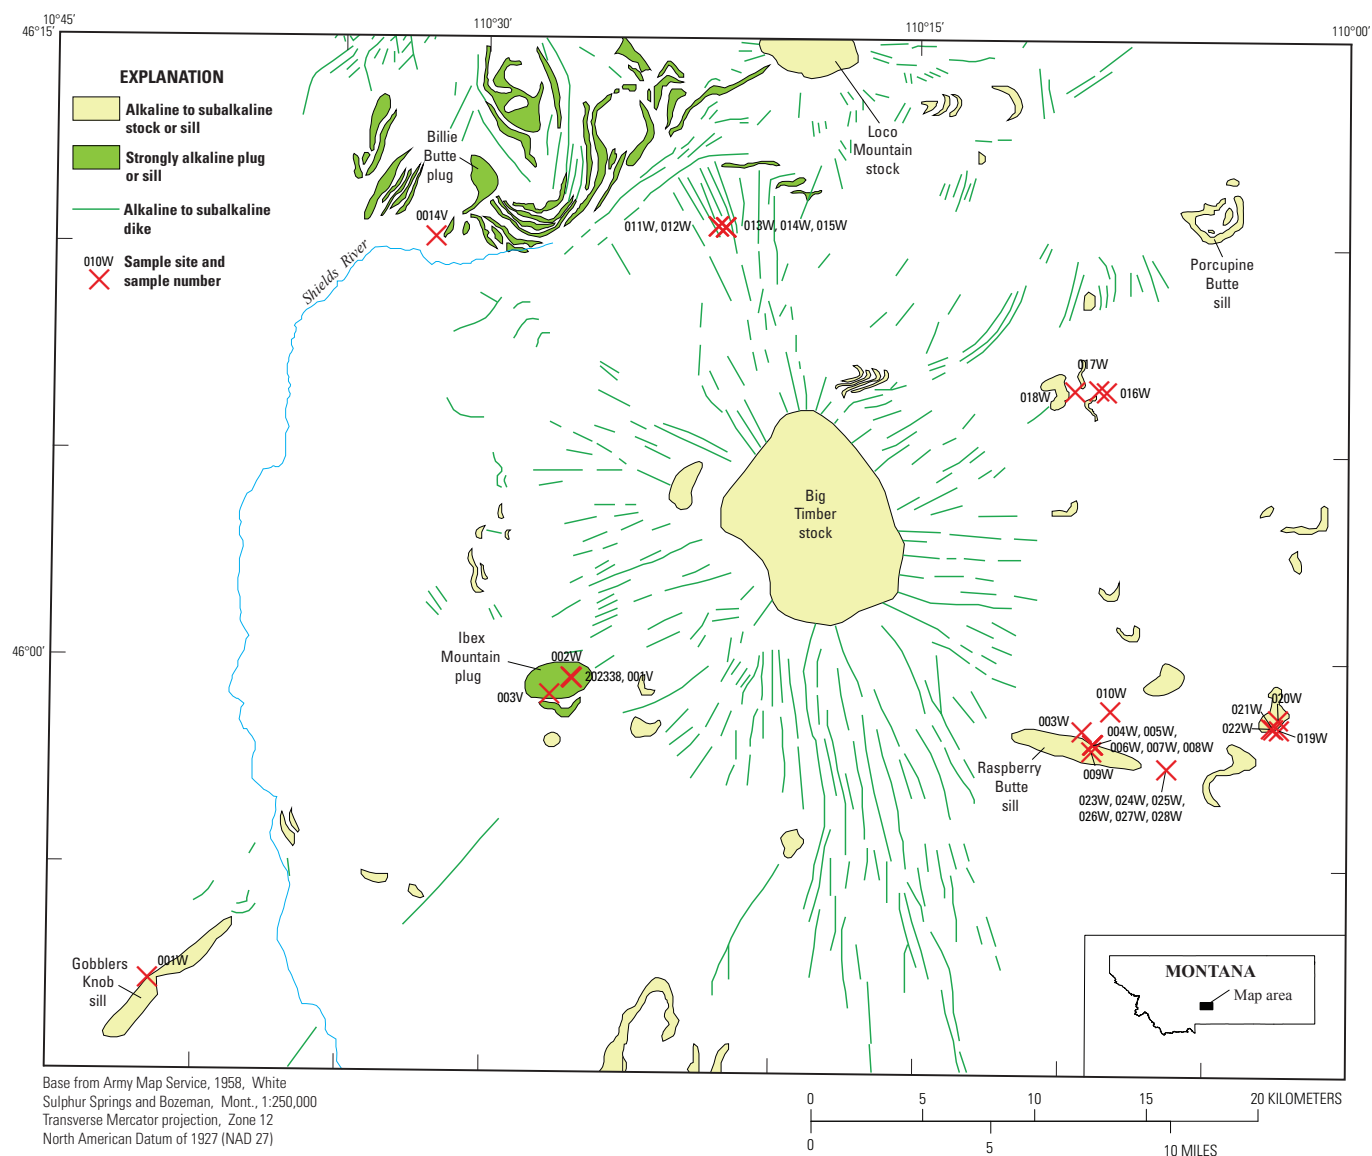 10°45'
110°30'
110°15'
110°00'
46°15'
EXPLANATION
Alkaline to subalkaline
stock or sill
Strongly alkaline plug
or sill
Alkaline to subalkaline
dike
010W
Sample site and
sample number
Billie
Butte
plug
0014V
Shields River
011W, 012W
013W, 014W, 015W
Loco
Mountain
stock
Porcupine
Butte
sill
017W
018W
016W
Big
Timber
stock
46°00'
Ibex
Mountain
plug
002W
202338, 001V
003V
010W
003W
004W, 005W,
006W, 007W, 008W
009W
Raspberry
Butte
sill
023W, 024W, 025W,
026W, 027W, 028W
020W
021W
022W
019W
Gobblers
Knob
sill
001W
MONTANA
Map area
Base from Army Map Service, 1958, White
Sulphur Springs and Bozeman, Mont., 1:250,000
Transverse Mercator projection, Zone 12
North American Datum of 1927 (NAD 27)
0 5 10 15 20 KILOMETERS
0 5 10 MILES